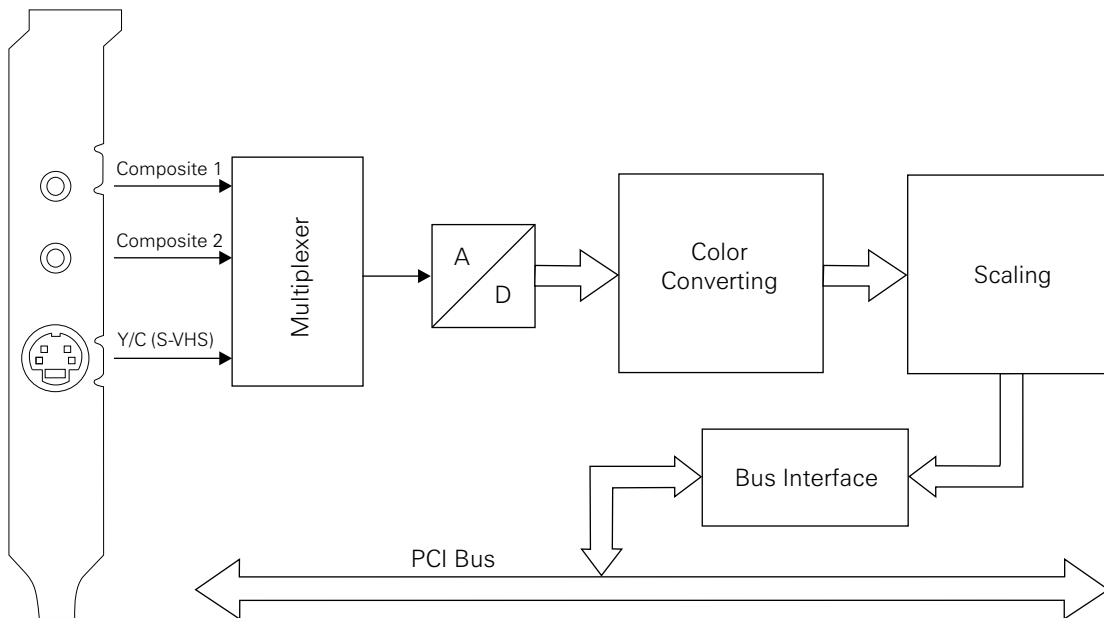 Composite 1
Composite 2
Y/C (S-VHS)
Multiplexer
A
D
Color
Converting
Scaling
Bus Interface
PCI Bus